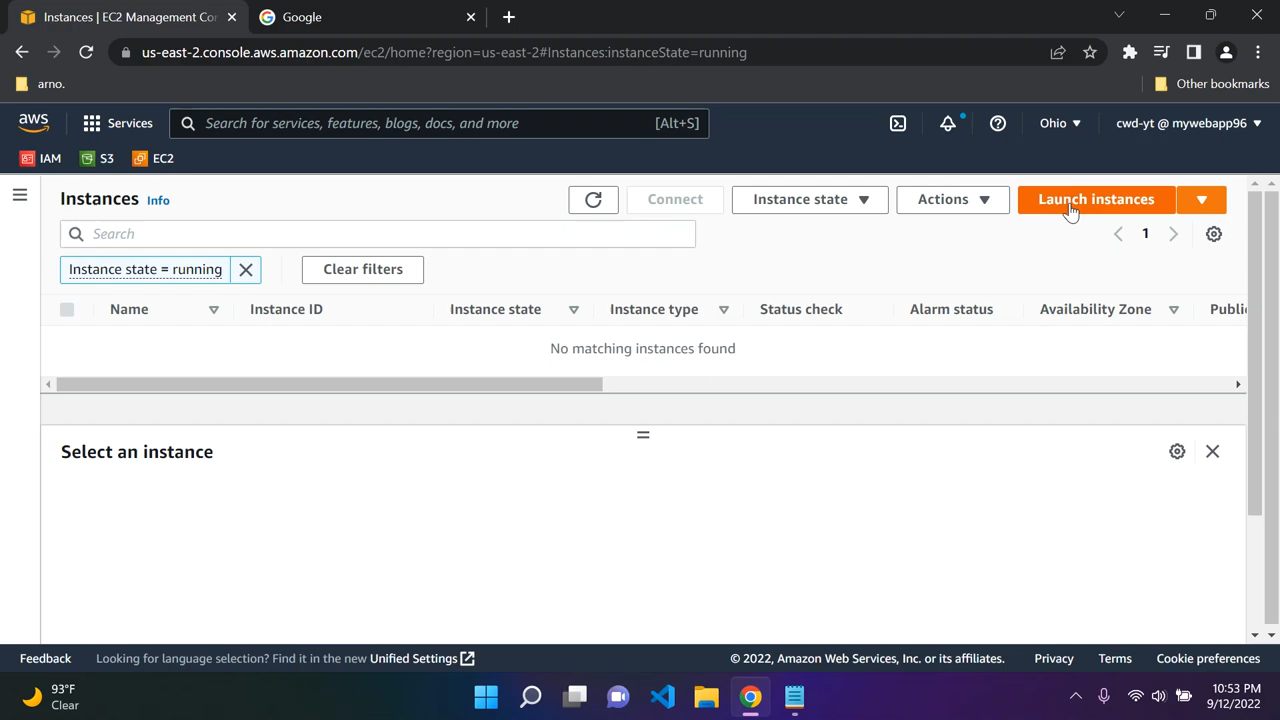 Instances | EC2 Management Cor
Google
us-east-2.console.aws.amazon.com/ec2/home?region=us-east-2#Instances:instanceState=running
arno.
Other bookmarks
aws
Services
Search for services, features, blogs, docs, and more
[Alt+S]
Ohio
cwd-yt @ mywebapp96
IAM
S3
EC2
Instances Info
Connect
Instance state
Actions
Launch instances
Search
1
Instance state = running
Clear filters
Name
Instance ID
Instance state
Instance type
Status check
Alarm status
Availability Zone
Public
No matching instances found
Select an instance
Feedback
Looking for language selection? Find it in the new Unified Settings
© 2022, Amazon Web Services, Inc. or its affiliates.
Privacy
Terms
Cookie preferences
93°F
Clear
10:53 PM
9/12/2022